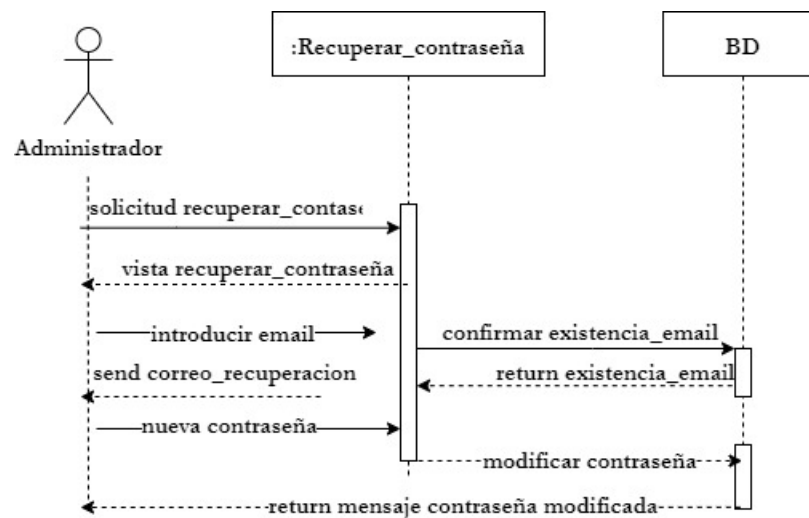 :Recuperar_contraseña
BD
Administrador
solicitud recuperar_contase
vista recuperar_contraseña
introducir email
confirmar existencia_email
send correo_recuperacion
return existencia_email
nueva contraseña
modificar contraseña
return mensaje contraseña modificada